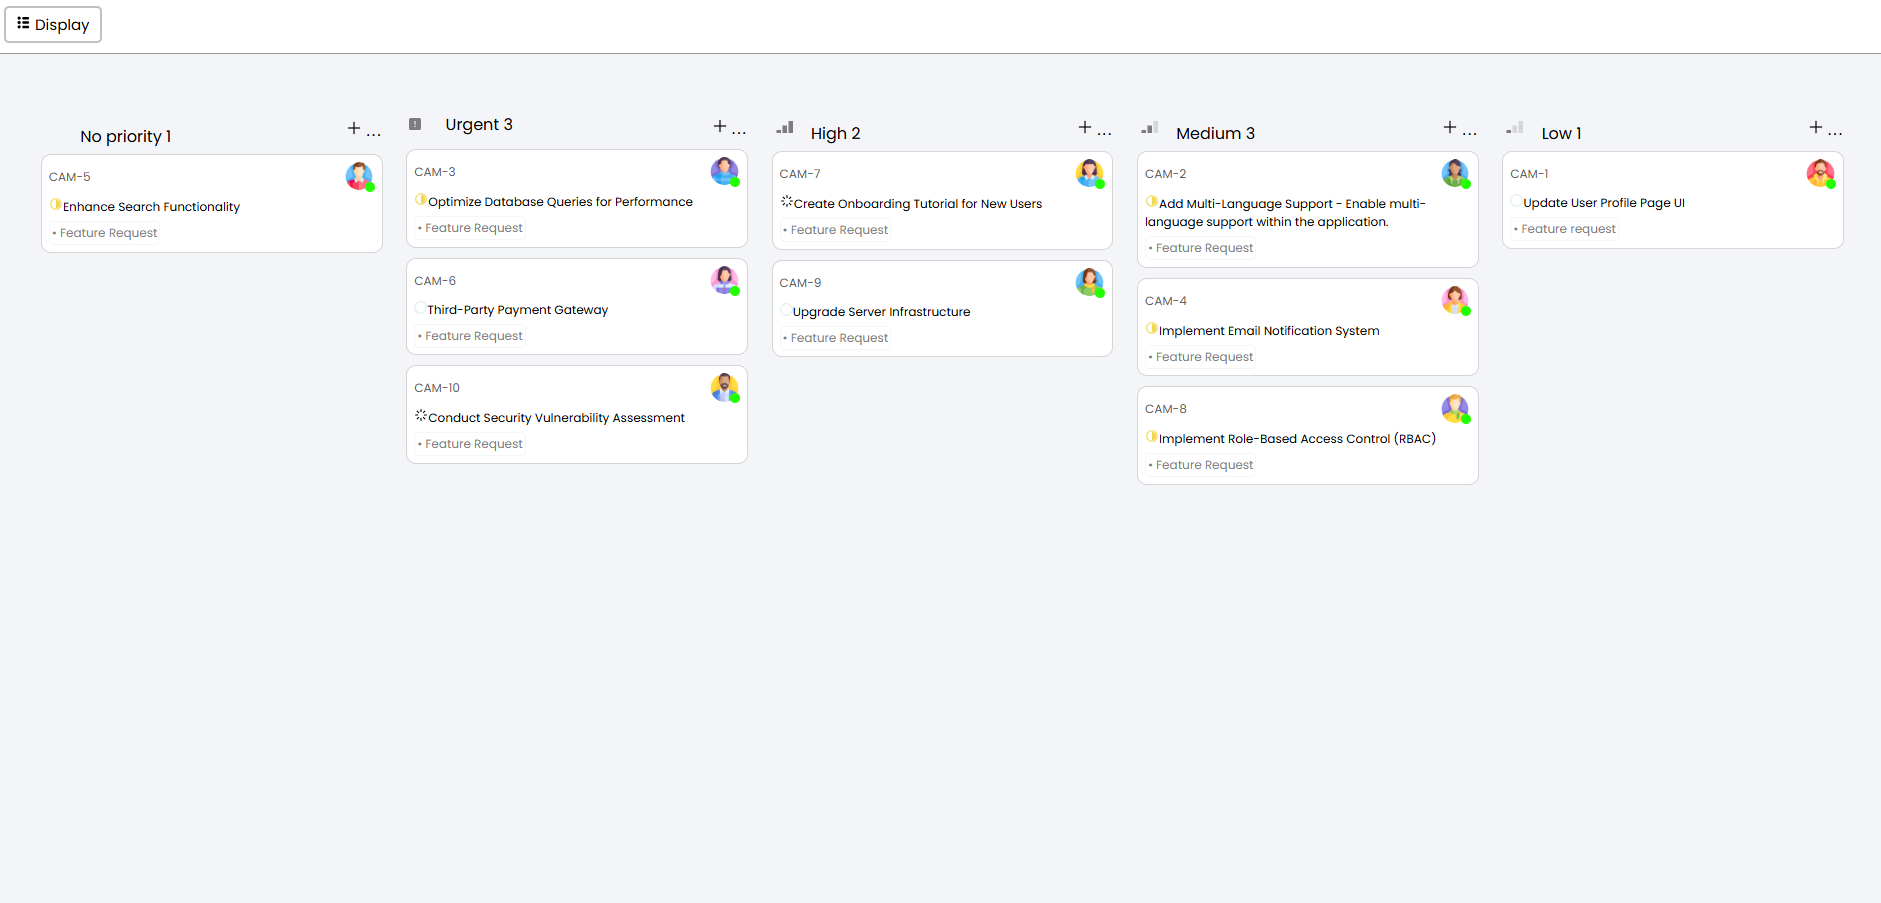 Display
No priority 1
+ ...
CAM-5
Enhance Search Functionality
• Feature Request
Urgent 3
+ ...
CAM-3
Optimize Database Queries for Performance
• Feature Request
CAM-6
Third-Party Payment Gateway
• Feature Request
CAM-10
Conduct Security Vulnerability Assessment
• Feature Request
High 2
+ ...
CAM-7
Create Onboarding Tutorial for New Users
• Feature Request
CAM-9
Upgrade Server Infrastructure
• Feature Request
Medium 3
+ ...
CAM-2
Add Multi-Language Support - Enable multi-
language support within the application.
• Feature Request
CAM-4
Implement Email Notification System
• Feature Request
CAM-8
Implement Role-Based Access Control (RBAC)
• Feature Request
Low 1
+ ...
CAM-1
Update User Profile Page UI
• Feature request